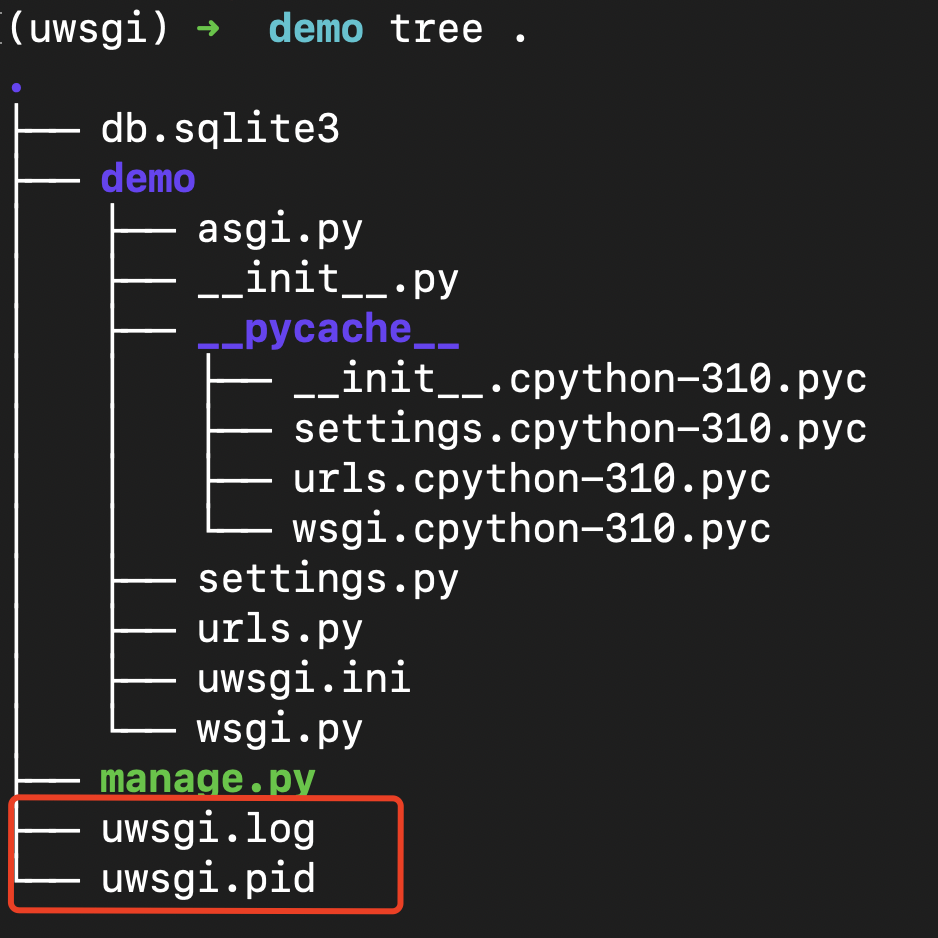 (uwsgi) ➜  demo tree .
.
├── db.sqlite3
├── demo
│   ├── asgi.py
│   ├── __init__.py
│   ├── __pycache__
│   │   ├── __init__.cpython-310.pyc
│   │   ├── settings.cpython-310.pyc
│   │   ├── urls.cpython-310.pyc
│   │   └── wsgi.cpython-310.pyc
│   ├── settings.py
│   ├── urls.py
│   ├── uwsgi.ini
│   └── wsgi.py
├── manage.py
├── uwsgi.log
└── uwsgi.pid